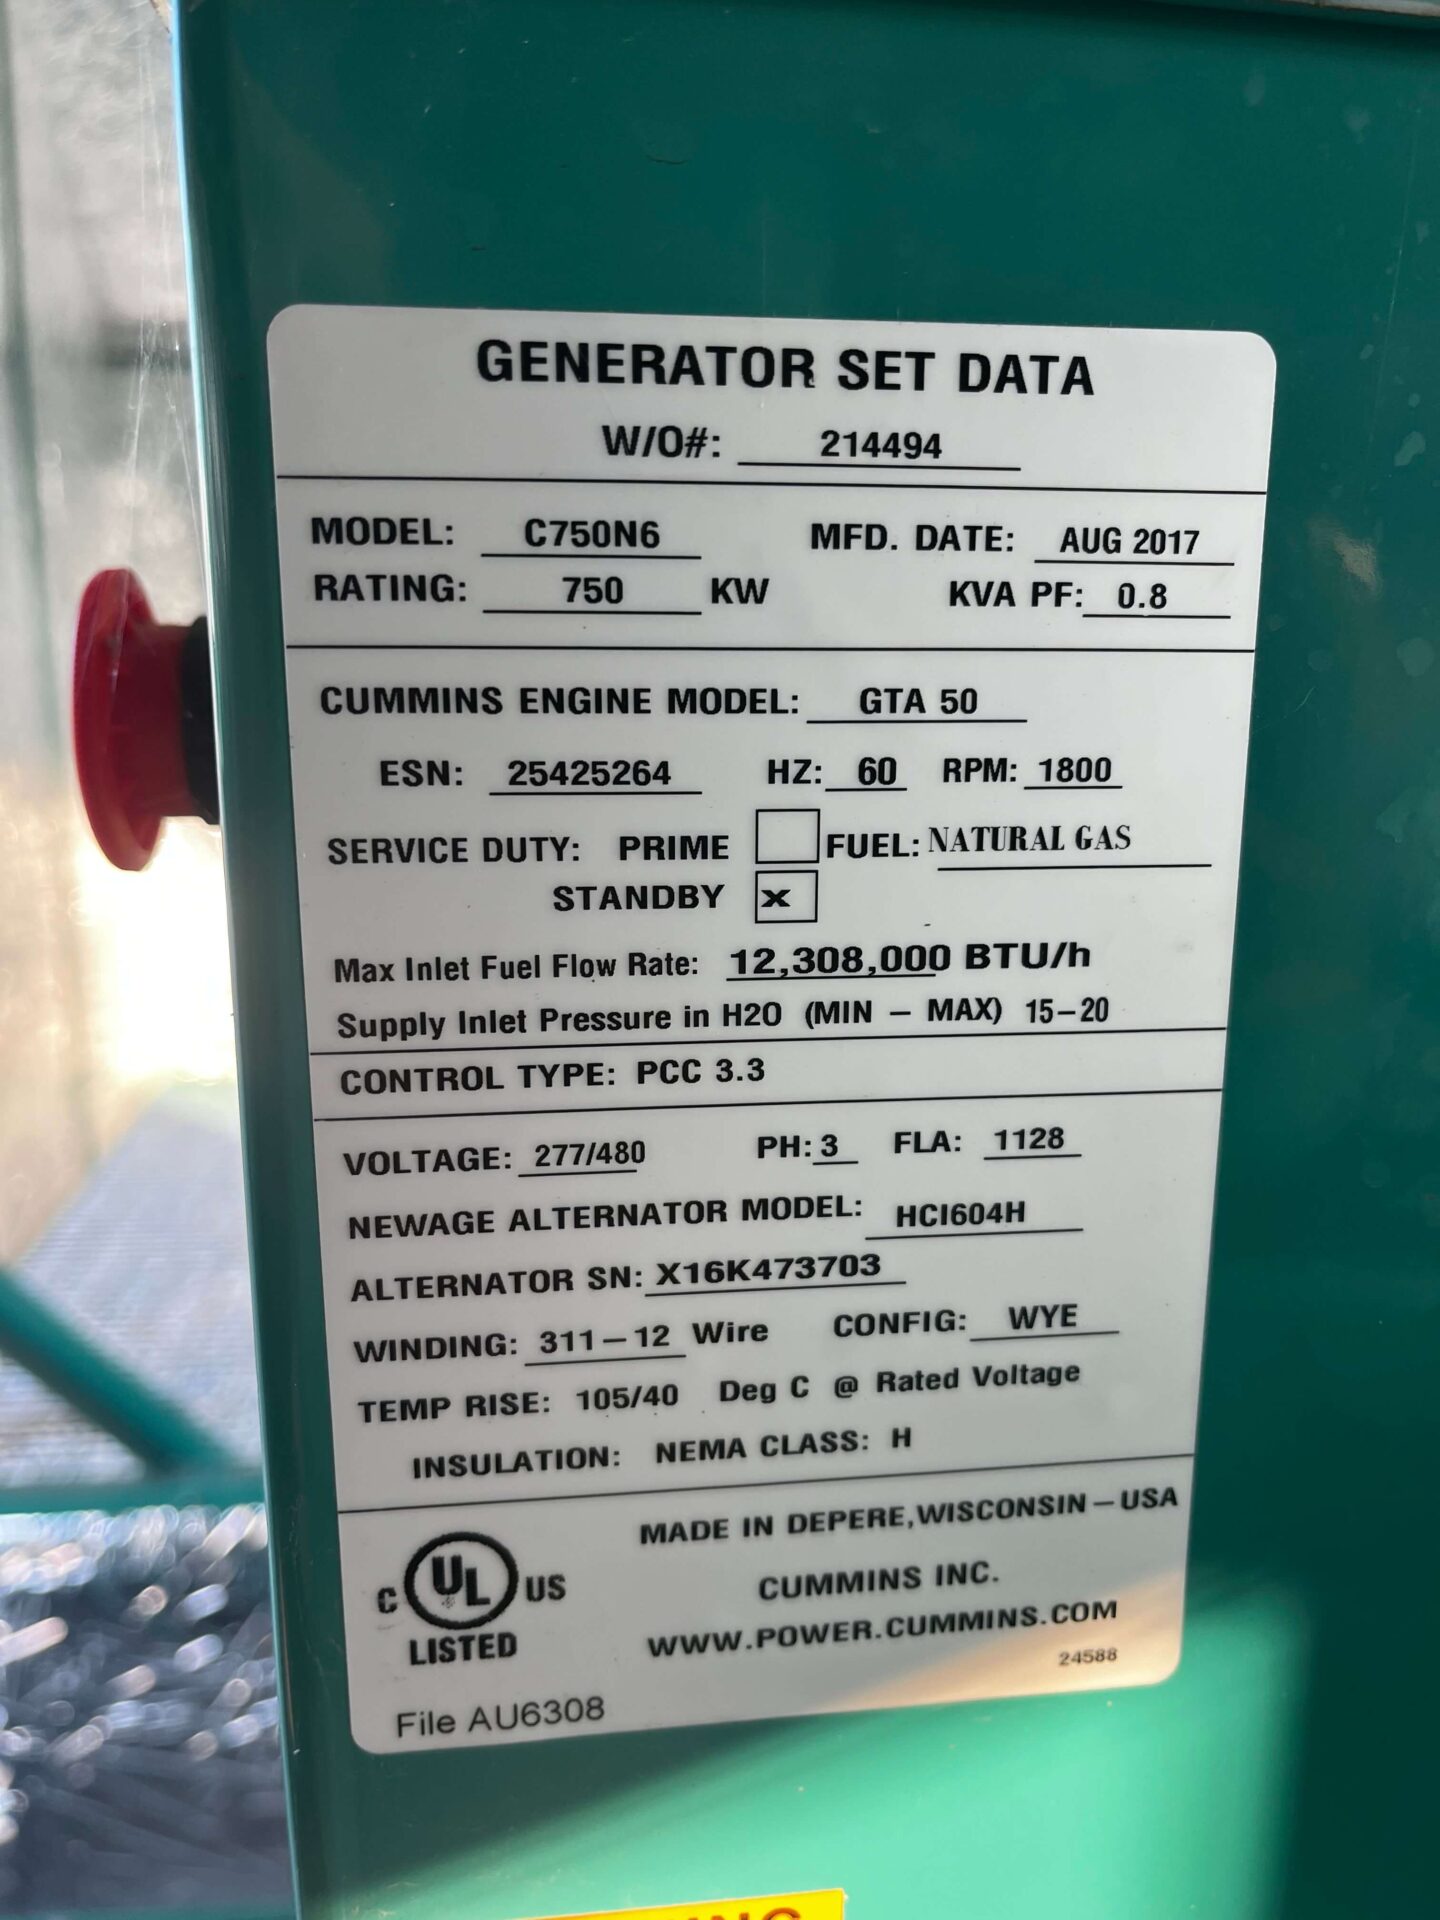 GENERATOR SET DATA
W/O#: 214494
MODEL: C750N6 MFD. DATE: AUG 2017
RATING: 750 KW KVA PF: 0.8
CUMMINS ENGINE MODEL: GTA 50
ESN: 25425264 HZ: 60 RPM: 1800
SERVICE DUTY: PRIME FUEL: NATURAL GAS
STANDBY x
Max Inlet Fuel Flow Rate: 12,308,000 BTU/h
Supply Inlet Pressure in H2O (MIN – MAX) 15–20
CONTROL TYPE: PCC 3.3
VOLTAGE: 277/480 PH: 3 FLA: 1128
NEWAGE ALTERNATOR MODEL: HCI604H
ALTERNATOR SN: X16K473703
WINDING: 311–12 Wire CONFIG: WYE
TEMP RISE: 105/40 Deg C @ Rated Voltage
INSULATION: NEMA CLASS: H
MADE IN DEPERE, WISCONSIN – USA
C UL US
CUMMINS INC.
LISTED
WWW.POWER.CUMMINS.COM
24588
File AU6308